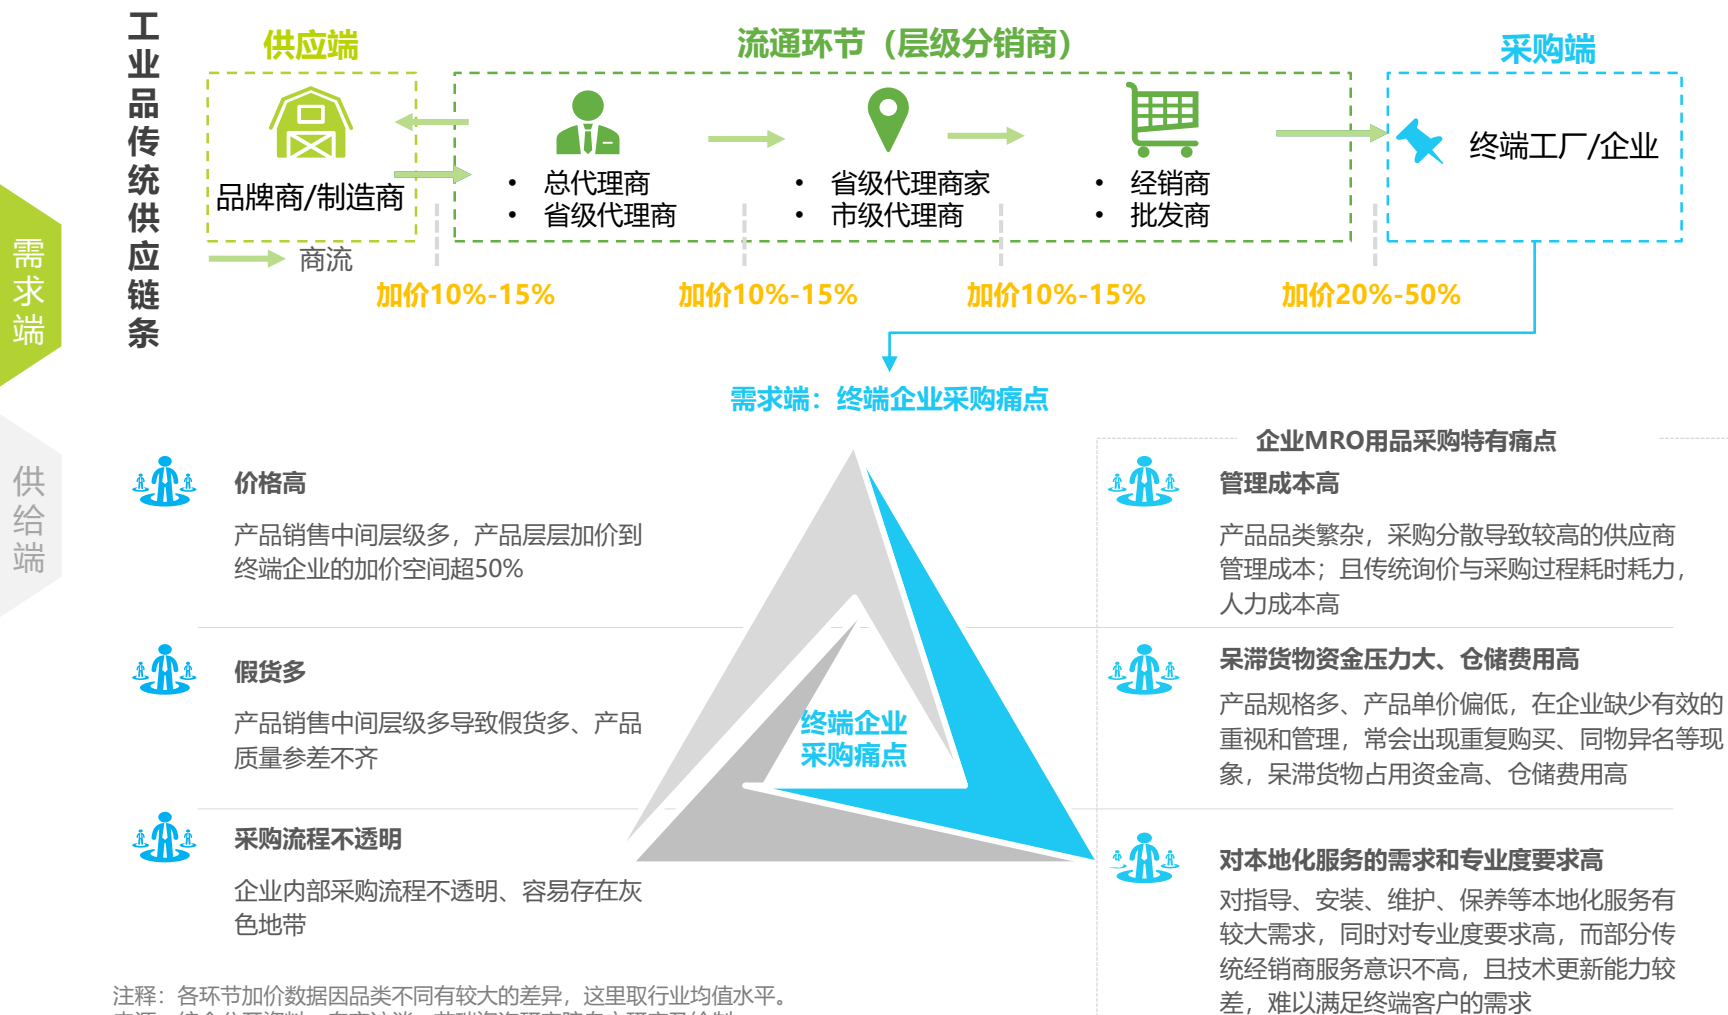 工业品传统供应链条
需求端
供给端
供应端
流通环节（层级分销商）
采购端
品牌商/制造商
• 总代理商
• 省级代理商
• 省级代理商家
• 市级代理商
• 经销商
• 批发商
终端工厂/企业
商流
加价10%-15%
加价10%-15%
加价10%-15%
加价20%-50%
需求端：终端企业采购痛点
价格高
产品销售中间层级多，产品层层加价到
终端企业的加价空间超50%
假货多
产品销售中间层级多导致假货多、产品
质量参差不齐
采购流程不透明
企业内部采购流程不透明、容易存在灰
色地带
终端企业
采购痛点
企业MRO用品采购特有痛点
管理成本高
产品品类繁杂，采购分散导致较高的供应商
管理成本；且传统询价与采购过程耗时耗力，
人力成本高
呆滞货物资金压力大、仓储费用高
产品规格多、产品单价偏低，在企业缺少有效的
重视和管理，常会出现重复购买、同物异名等现
象，呆滞货物占用资金高、仓储费用高
对本地化服务的需求和专业度要求高
对指导、安装、维护、保养等本地化服务有
较大需求，同时对专业度要求高，而部分传
统经销商服务意识不高，且技术更新能力较
差，难以满足终端客户的需求
注释：各环节加价数据因品类不同有较大的差异，这里取行业均值水平。